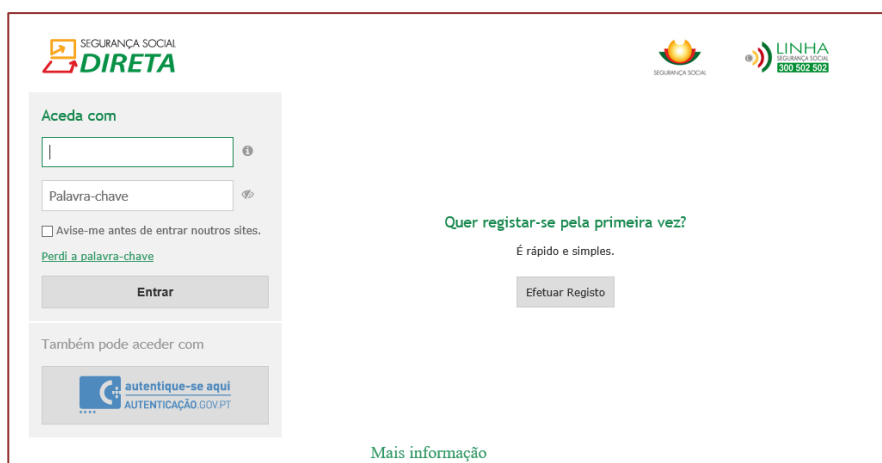 SEGURANÇA SOCIAL
DIRETA
SEGURANÇA SOCIAL
LINHA
SEGURANÇA SOCIAL
300 502 502
Aceda com
Palavra-chave
Avise-me antes de entrar noutros sites.
Perdi a palavra-chave
Entrar
Quer registar-se pela primeira vez?
É rápido e simples.
Efetuar Registo
Também pode aceder com
autentique-se aqui
AUTENTICAÇÃO.GOV.PT
Mais informação